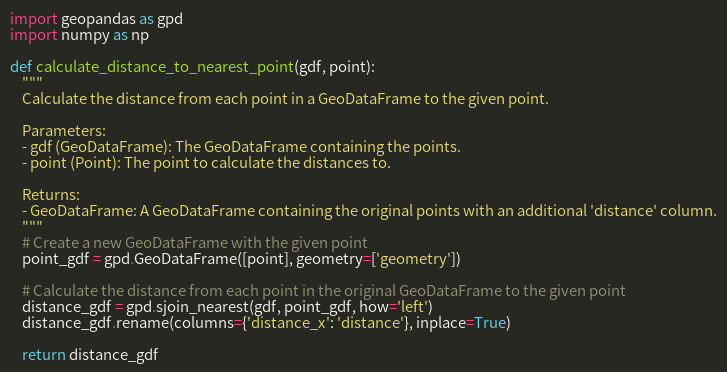 import geopandas as gpd
import numpy as np
def calculate_distance_to_nearest_point(gdf, point):
"""
Calculate the distance from each point in a GeoDataFrame to the given point.
Parameters:
- gdf (GeoDataFrame): The GeoDataFrame containing the points.
- point (Point): The point to calculate the distances to.
Returns:
- GeoDataFrame: A GeoDataFrame containing the original points with an additional 'distance' column.
"""
# Create a new GeoDataFrame with the given point
point_gdf = gpd.GeoDataFrame([point], geometry=['geometry'])
# Calculate the distance from each point in the original GeoDataFrame to the given point
distance_gdf = gpd.sjoin_nearest(gdf, point_gdf, how='left')
distance_gdf.rename(columns={'distance_x': 'distance'}, inplace=True)
return distance_gdf